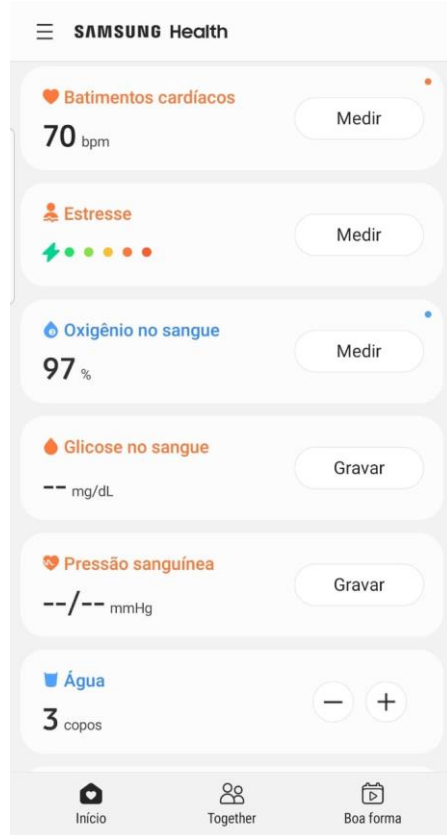 SAMSUNG Health
Batimentos cardíacos
70 bpm
Medir
Estresse
Medir
Oxigênio no sangue
97 %
Medir
Glicose no sangue
-- mg/dL
Gravar
Pressão sanguínea
--/-- mmHg
Gravar
Água
3 copos
Início
Together
Boa forma